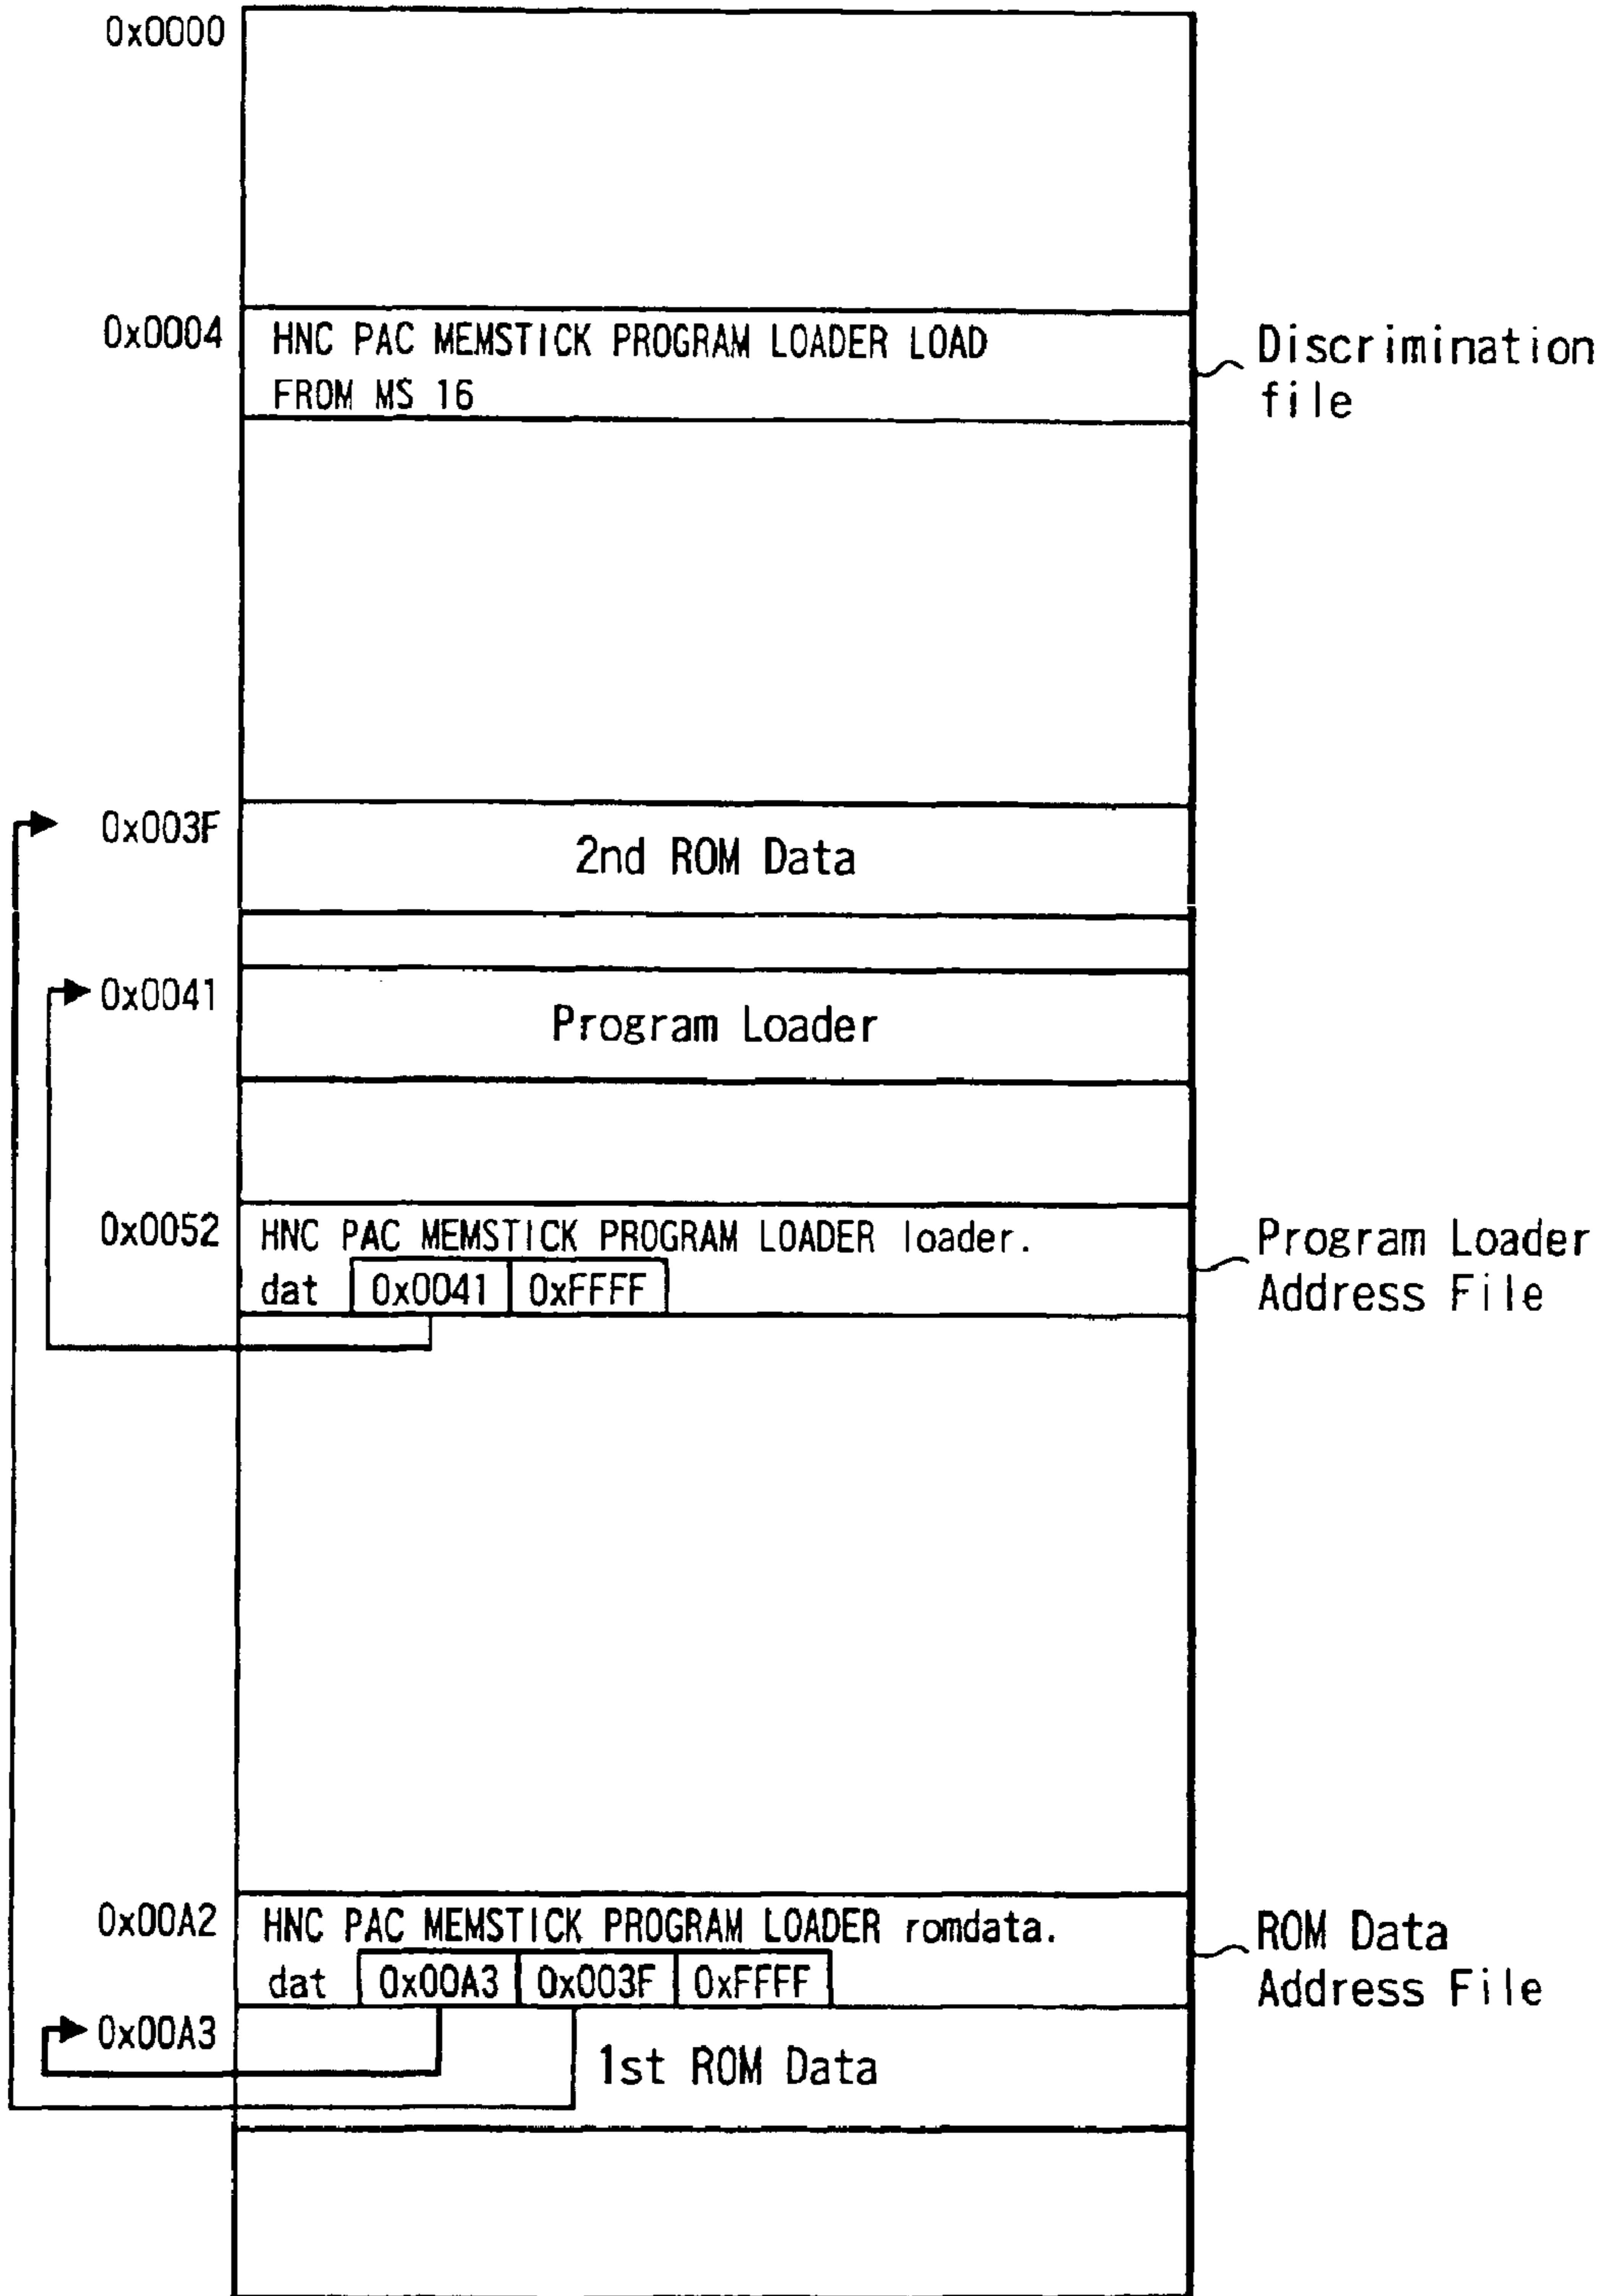 0x0000
0x0004
HNC PAC MEMSTICK PROGRAM LOADER LOAD
FROM MS 16
Discrimination
file
0x003F
2nd ROM Data
0x0041
Program Loader
0x0052
HNC PAC MEMSTICK PROGRAM LOADER loader.
dat 0x0041 0xFFFF
Program Loader
Address File
0x00A2
HNC PAC MEMSTICK PROGRAM LOADER romdata.
dat 0x00A3 0x003F 0xFFFF
ROM Data
Address File
0x00A3
1st ROM Data